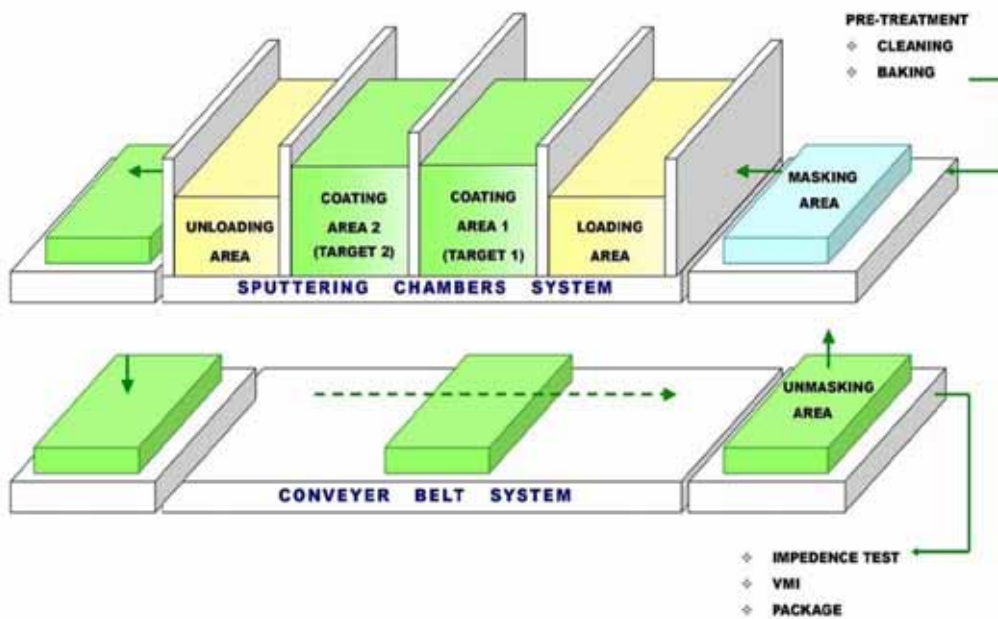 PRE-TREATMENT
❖ CLEANING
❖ BAKING
MASKING
AREA
UNLOADING
AREA
COATING
AREA 2
(TARGET 2)
COATING
AREA 1
(TARGET 1)
LOADING
AREA
SPUTTERING CHAMBERS SYSTEM
UNMASKING
AREA
CONVEYER BELT SYSTEM
❖ IMPEDENCE TEST
❖ VMI
❖ PACKAGE